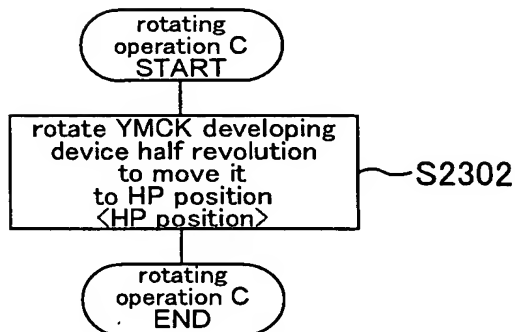 rotating
operation C
START
rotate YMCK developing
device half revolution
to move it
to HP position
<HP position>
S2302
rotating
operation C
END